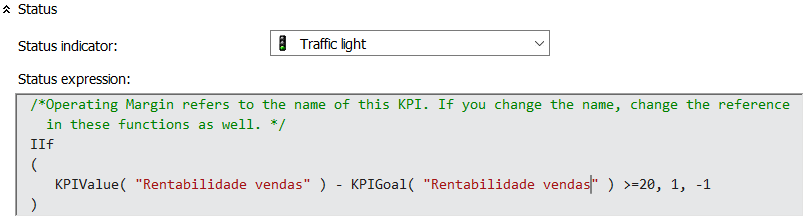 Status
Status indicator: Traffic light
Status expression:
/*Operating Margin refers to the name of this KPI. If you change the name, change the reference
in these functions as well. */
IIf
(
KPIValue( "Rentabilidade vendas" ) - KPIGoal( "Rentabilidade vendas" ) >=20, 1, -1
)